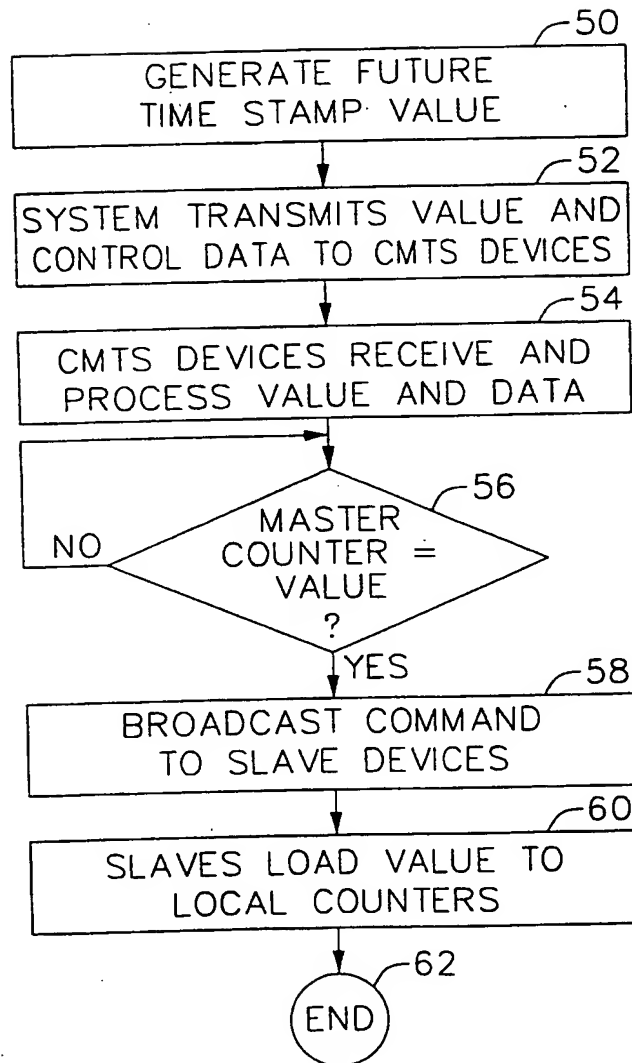 50
GENERATE FUTURE
TIME STAMP VALUE
52
SYSTEM TRANSMITS VALUE AND
CONTROL DATA TO CMTS DEVICES
54
CMTS DEVICES RECEIVE AND
PROCESS VALUE AND DATA
56
MASTER
COUNTER =
VALUE
?
NO
YES
58
BROADCAST COMMAND
TO SLAVE DEVICES
60
SLAVES LOAD VALUE TO
LOCAL COUNTERS
62
END